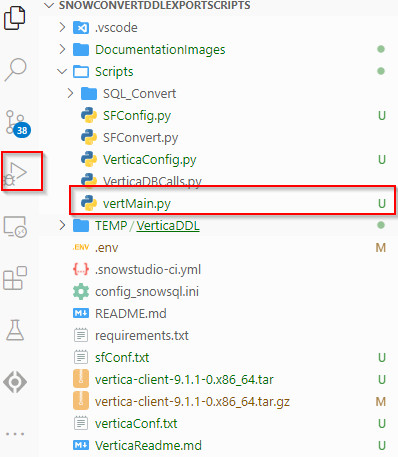 SNOWCONVERTDDLEXPORTSCRIPTS
.vscode
DocumentationImages
Scripts
SQL_Convert
SFConfig.py U
SFConvert.py
38
VerticaConfig.py U
VerticaDBCalls.py
vertMain.py U
TEMP / VerticaDDL
.ENV .env M
.snowstudio-ci.yml
config_snowsql.ini
README.md
requirements.txt
sfConf.txt U
vertica-client-9.1.1-0.x86_64.tar U
vertica-client-9.1.1-0.x86_64.tar.gz M
verticaConf.txt U
VerticaReadme.md U